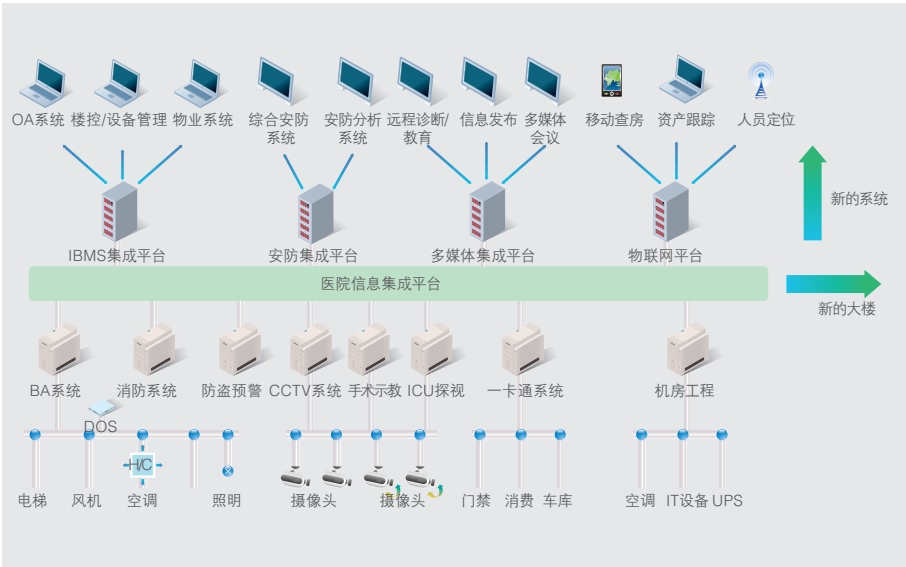 OA系统 楼控/设备管理 物业系统 综合安防 安防分析 远程诊断/ 信息发布 多媒体 移动查房 资产跟踪 人员定位
系统 系统 教育 会议
新的系统
IBMS集成平台 安防集成平台 多媒体集成平台 物联网平台
医院信息集成平台
新的大楼
BA系统 消防系统 防盗预警 CCTV系统 手术示教 ICU探视 一卡通系统 机房工程
DOS
H/C
电梯 风机 空调 照明 摄像头 摄像头 门禁 消费 车库 空调 IT设备 UPS